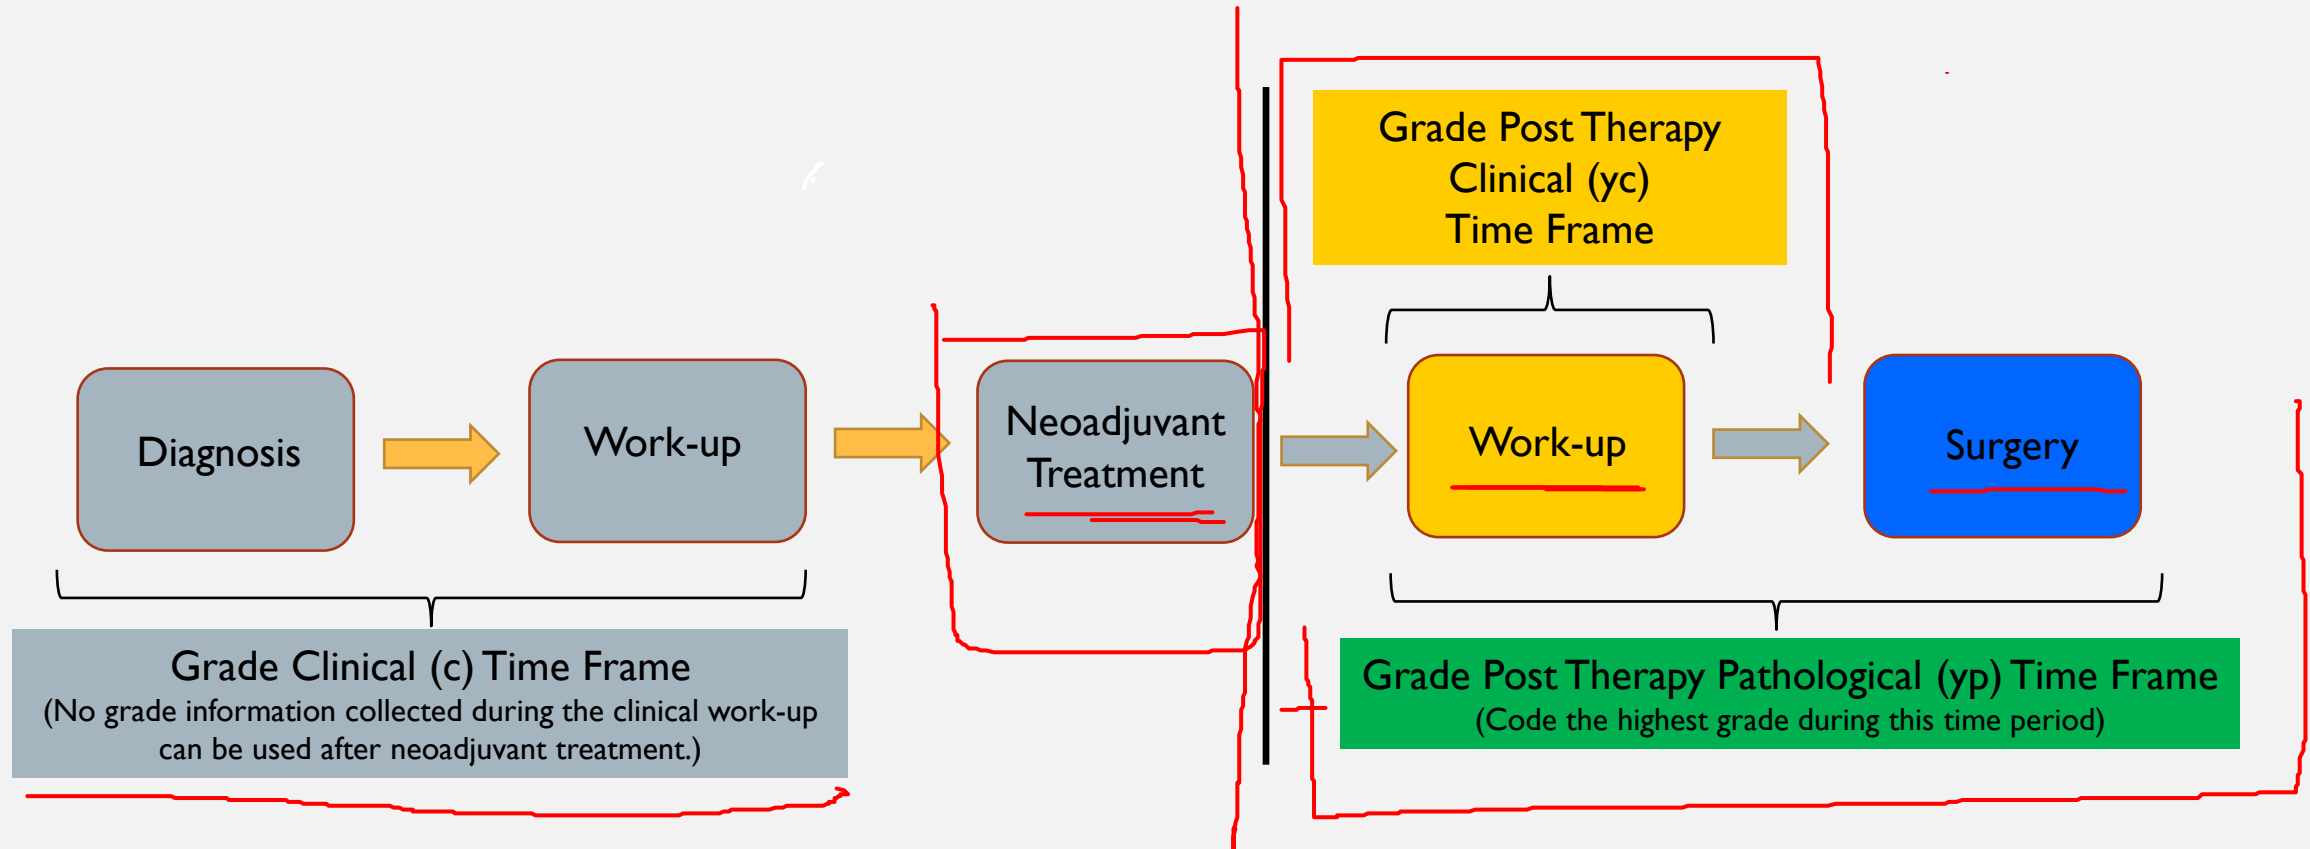 Grade Post Therapy
Clinical (yc)
Time Frame
Diagnosis
Work-up
Neoadjuvant
Treatment
Work-up
Surgery
Grade Clinical (c) Time Frame
(No grade information collected during the clinical work-up
can be used after neoadjuvant treatment.)
Grade Post Therapy Pathological (yp) Time Frame
(Code the highest grade during this time period)